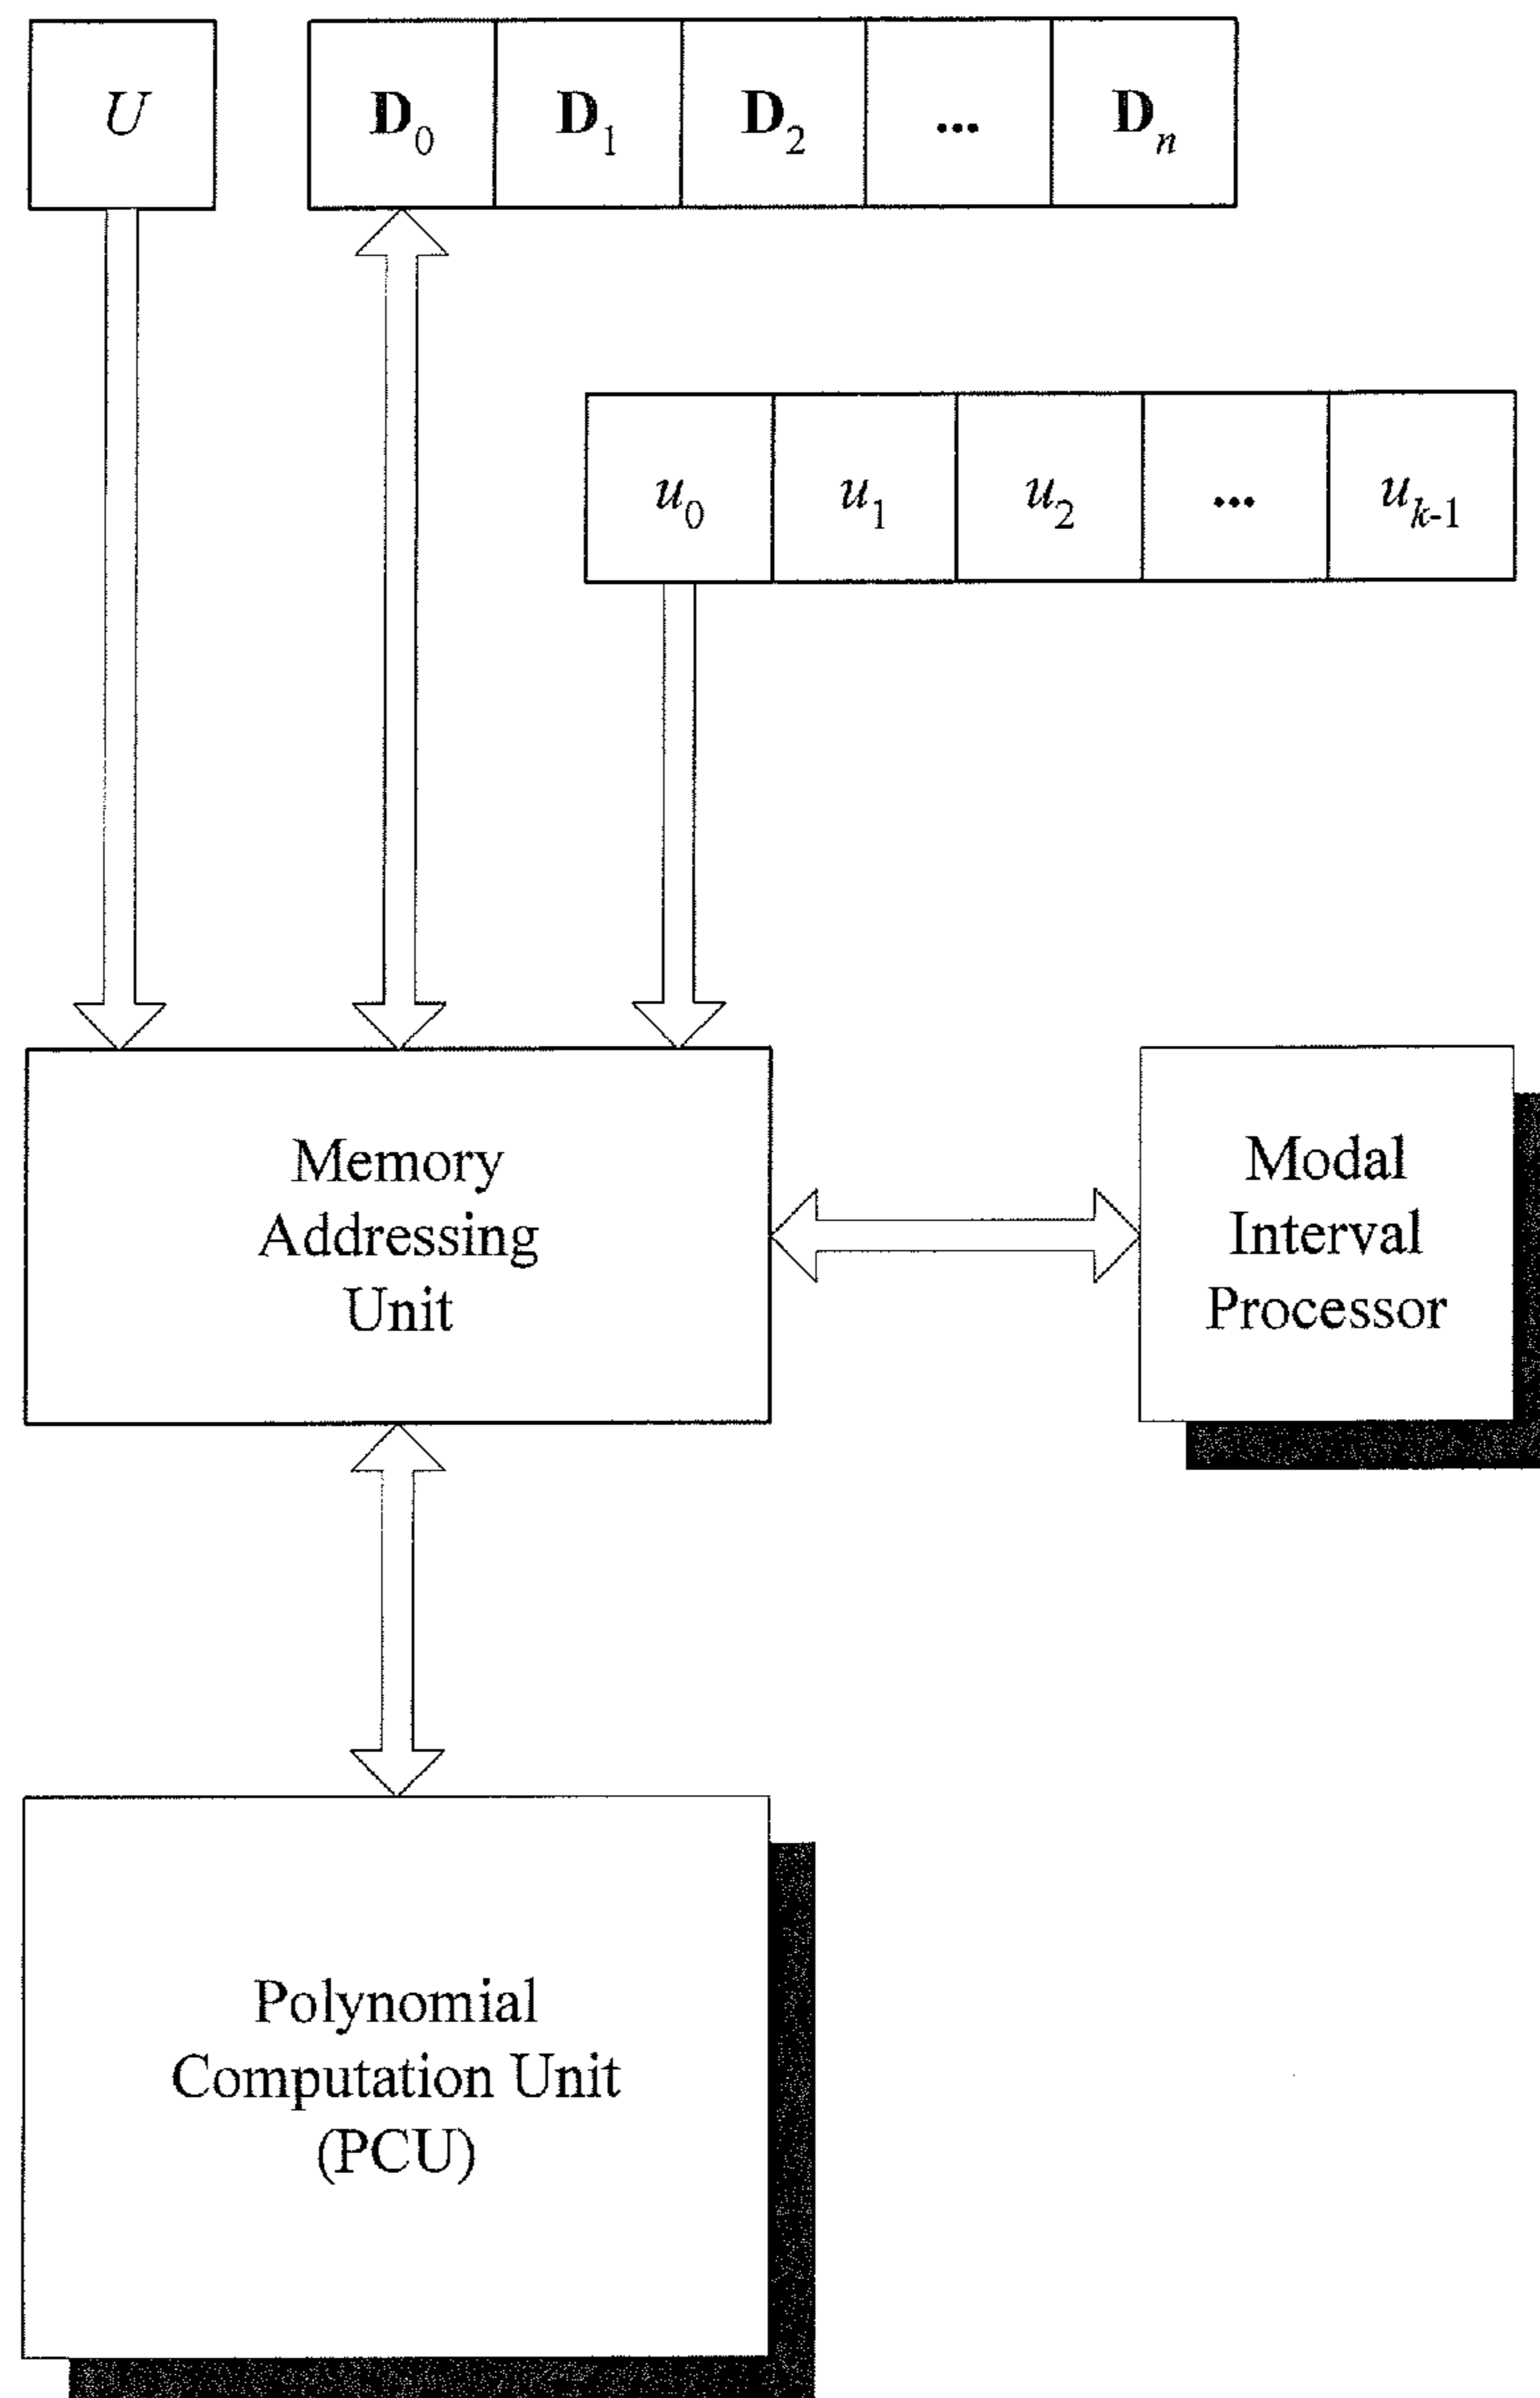 U
D₀ D₁ D₂ ... Dₙ
u₀ u₁ u₂ ... uₖ₋₁
Memory
Addressing
Unit
Modal
Interval
Processor
Polynomial
Computation Unit
(PCU)